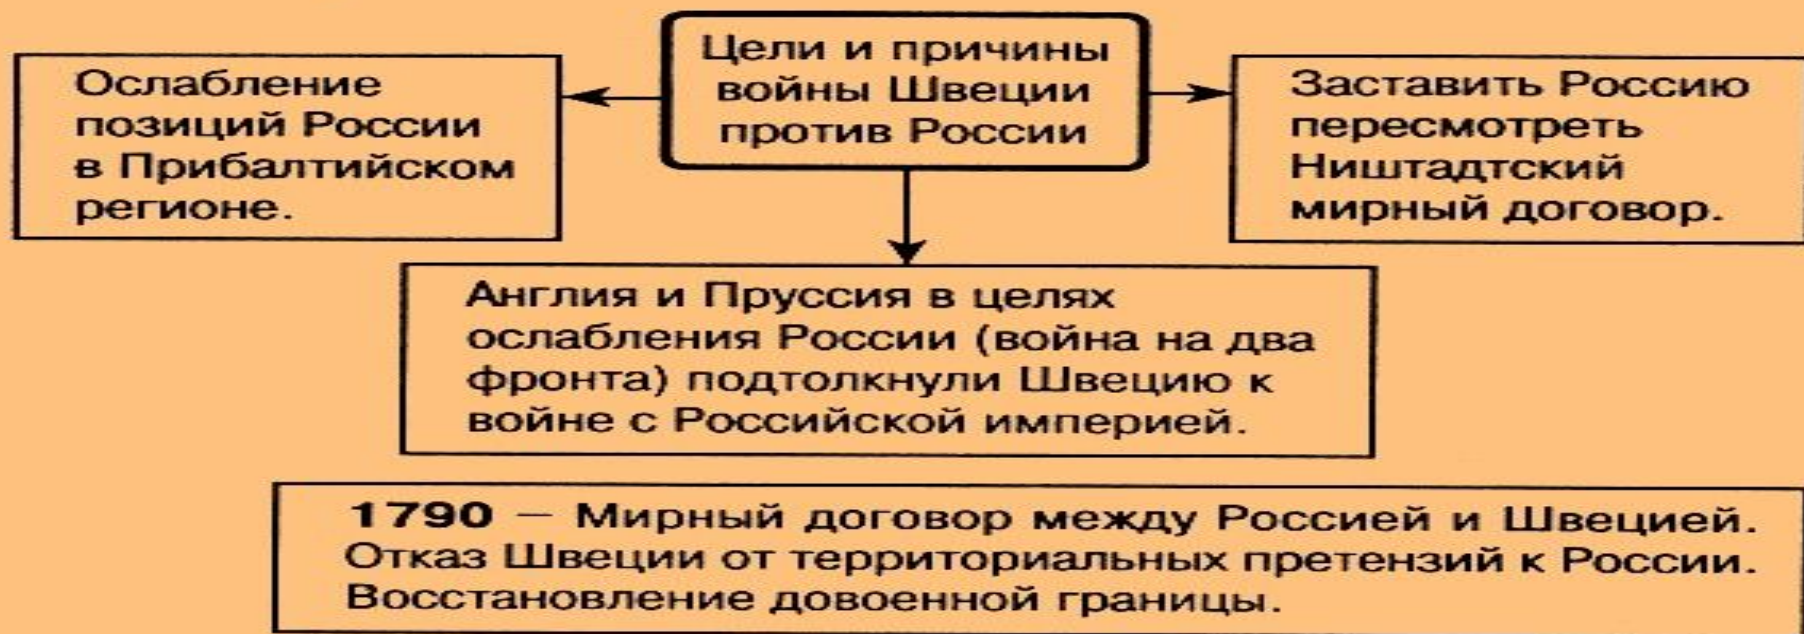 Цели и причины
войны Швеции
против России
Ослабление
позиций России
в Прибалтийском
регионе.
Заставить Россию
пересмотреть
Ништадтский
мирный договор.
Англия и Пруссия в целях
ослабления России (война на два
фронта) подтолкнули Швецию к
войне с Российской империей.
1790 — Мирный договор между Россией и Швецией.
Отказ Швеции от территориальных претензий к России.
Восстановление довоенной границы.